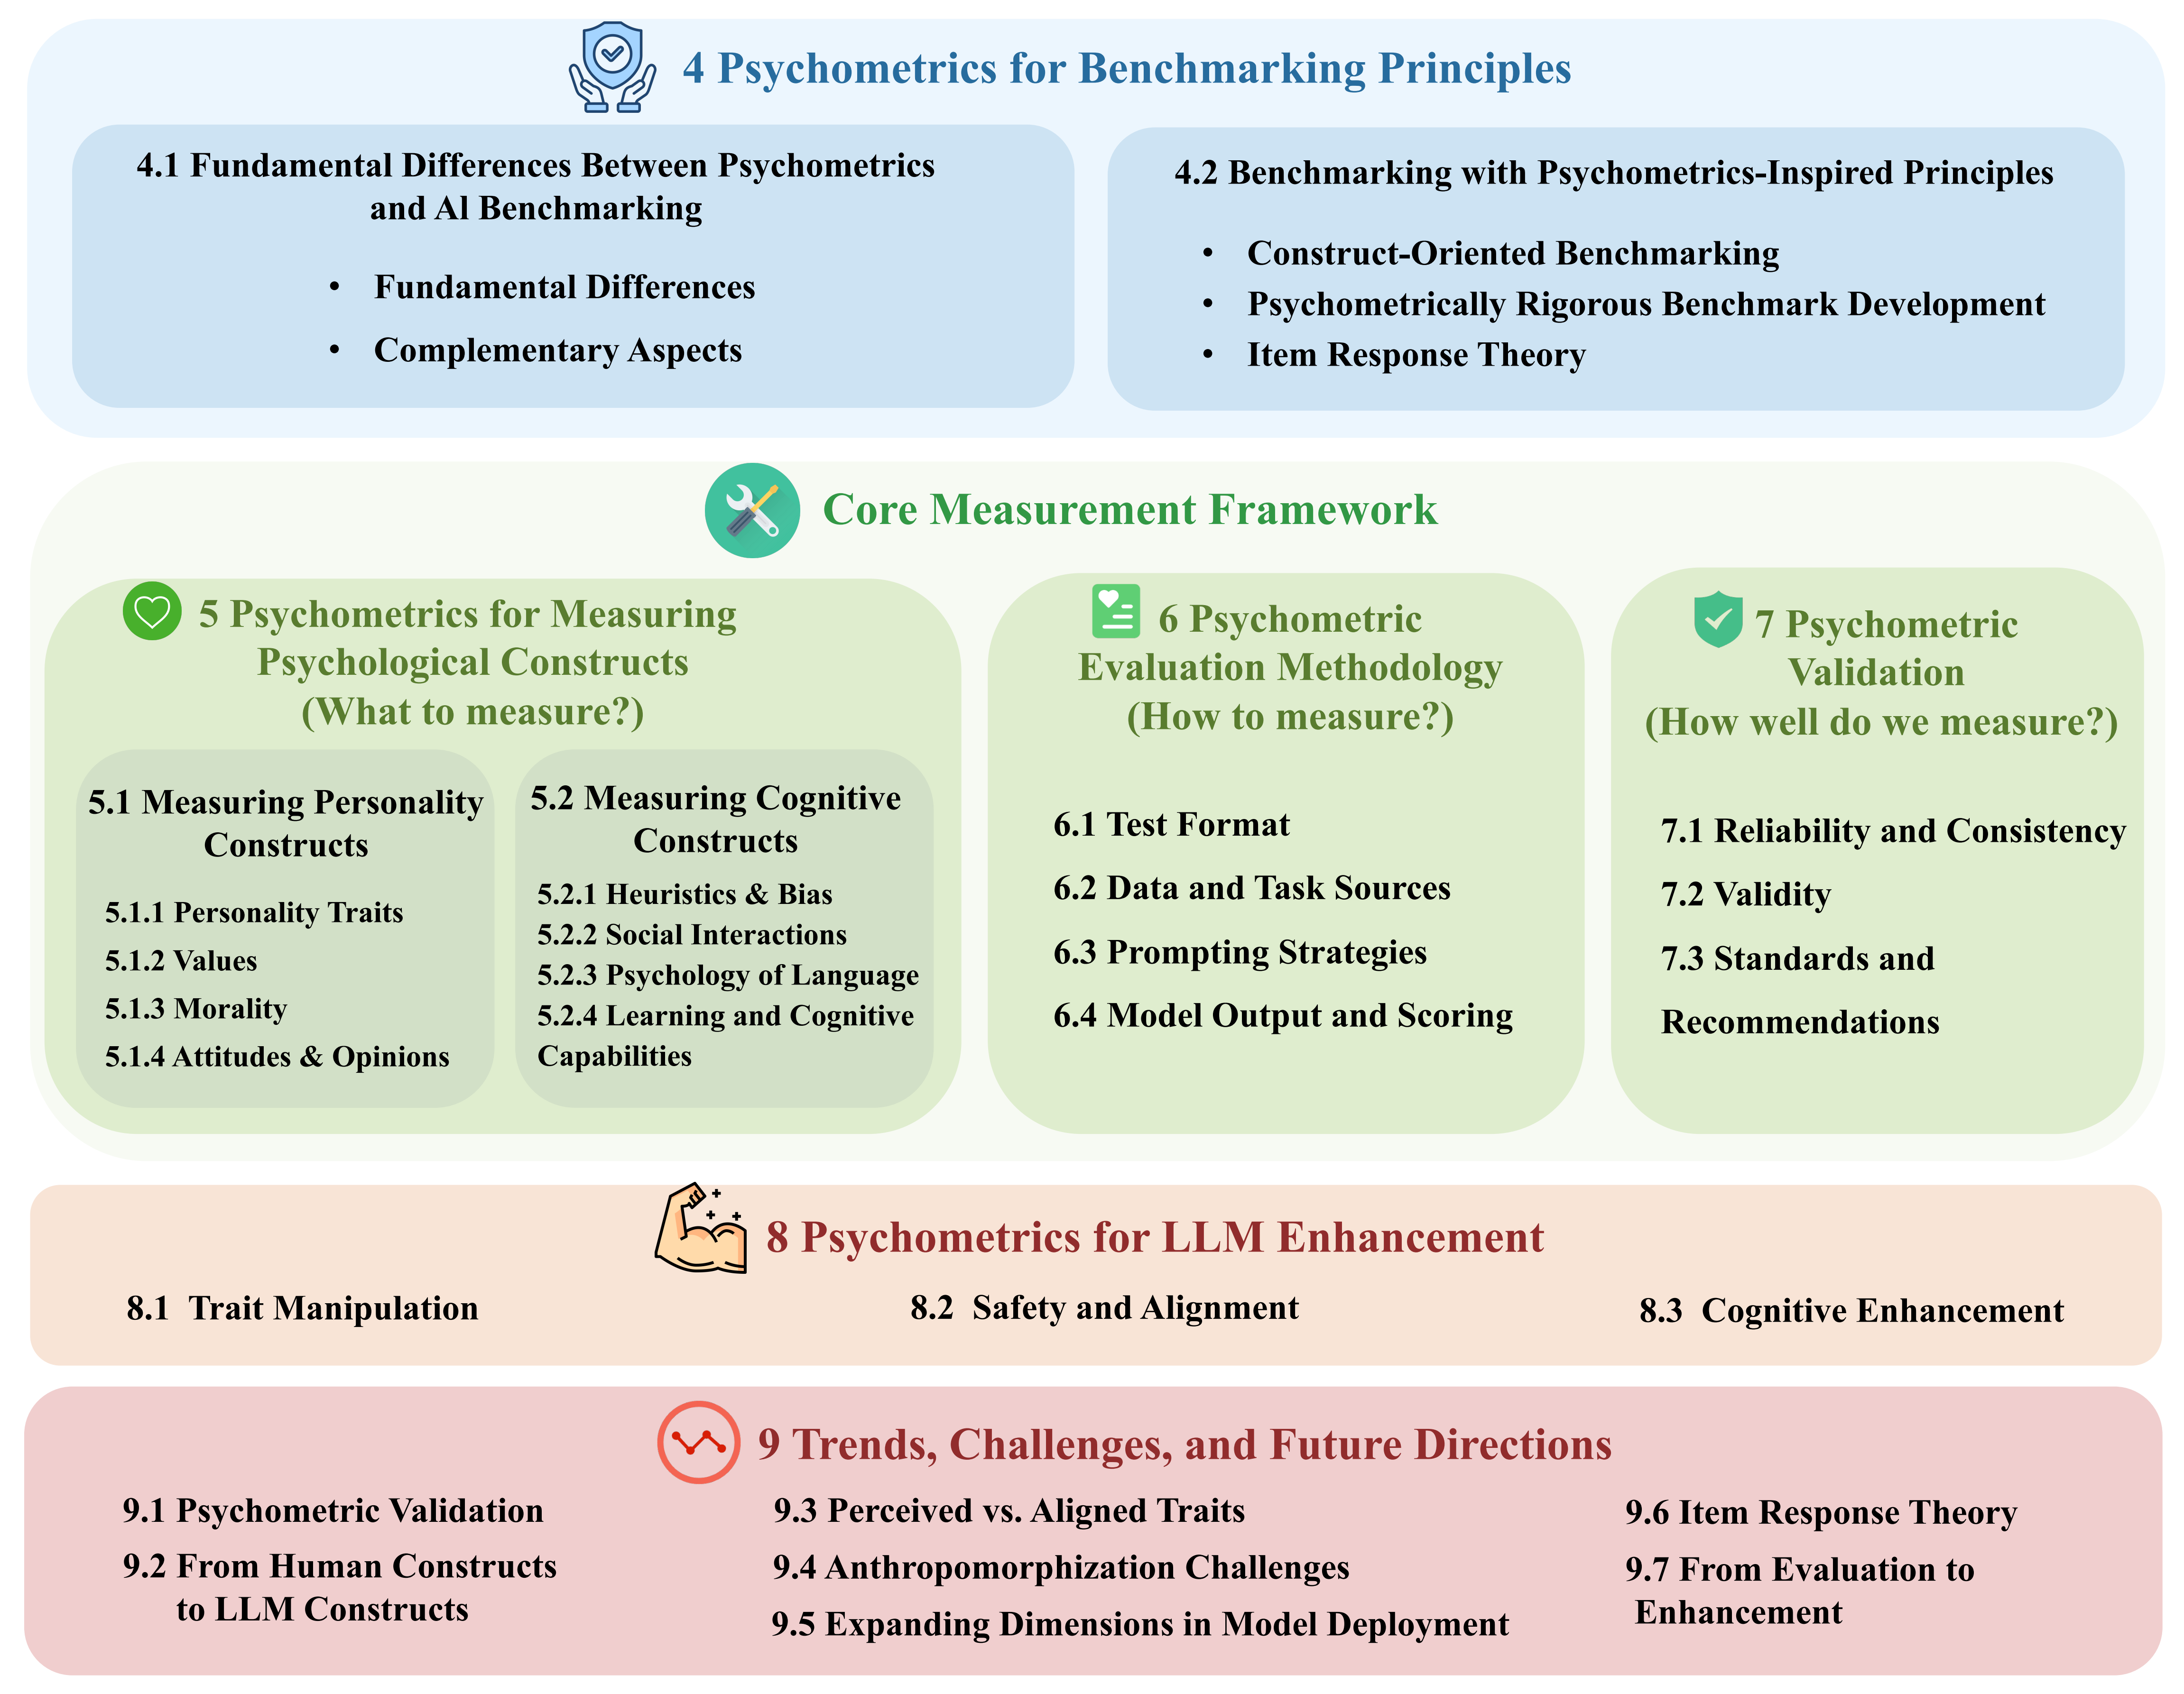 4 Psychometrics for Benchmarking Principles
4.1 Fundamental Differences Between Psychometrics
and Al Benchmarking
• Fundamental Differences
• Complementary Aspects
4.2 Benchmarking with Psychometrics-Inspired Principles
• Construct-Oriented Benchmarking
• Psychometrically Rigorous Benchmark Development
• Item Response Theory
Core Measurement Framework
5 Psychometrics for Measuring
Psychological Constructs
(What to measure?)
5.1 Measuring Personality
Constructs
5.1.1 Personality Traits
5.1.2 Values
5.1.3 Morality
5.1.4 Attitudes & Opinions
5.2 Measuring Cognitive
Constructs
5.2.1 Heuristics & Bias
5.2.2 Social Interactions
5.2.3 Psychology of Language
5.2.4 Learning and Cognitive
Capabilities
6 Psychometric
Evaluation Methodology
(How to measure?)
6.1 Test Format
6.2 Data and Task Sources
6.3 Prompting Strategies
6.4 Model Output and Scoring
7 Psychometric
Validation
(How well do we measure?)
7.1 Reliability and Consistency
7.2 Validity
7.3 Standards and
Recommendations
8 Psychometrics for LLM Enhancement
8.1 Trait Manipulation
8.2 Safety and Alignment
8.3 Cognitive Enhancement
9 Trends, Challenges, and Future Directions
9.1 Psychometric Validation
9.2 From Human Constructs
to LLM Constructs
9.3 Perceived vs. Aligned Traits
9.4 Anthropomorphization Challenges
9.5 Expanding Dimensions in Model Deployment
9.6 Item Response Theory
9.7 From Evaluation to
Enhancement